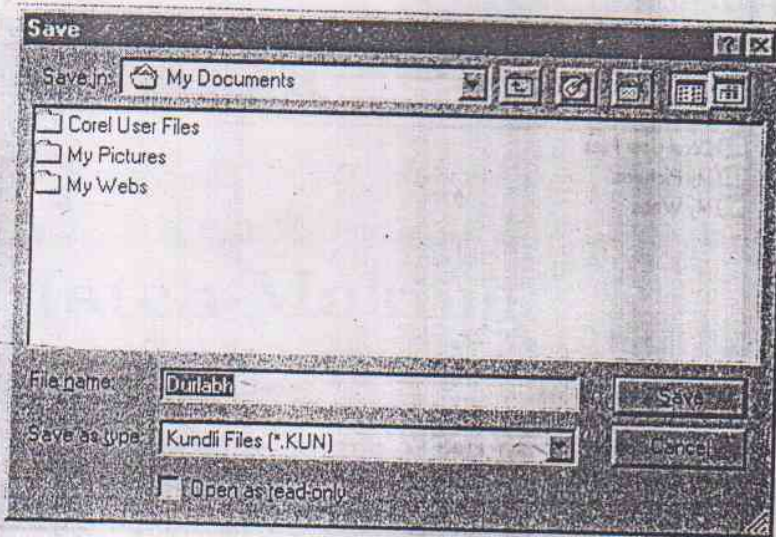 Save
Save in: My Documents
Corel User Files
My Pictures
My Webs
File name: Durlabh Save
Save as type: Kundli Files (*.KUN) Cancel
Open as read-only